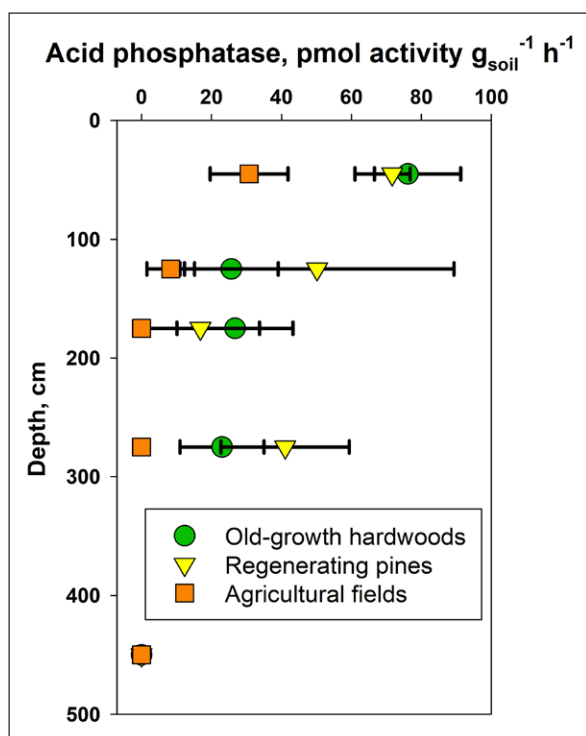 Acid phosphatase, pmol activity g_soil⁻¹ h⁻¹
0 20 40 60 80 100
0
100
200
300
400
500
Depth, cm
Old-growth hardwoods
Regenerating pines
Agricultural fields